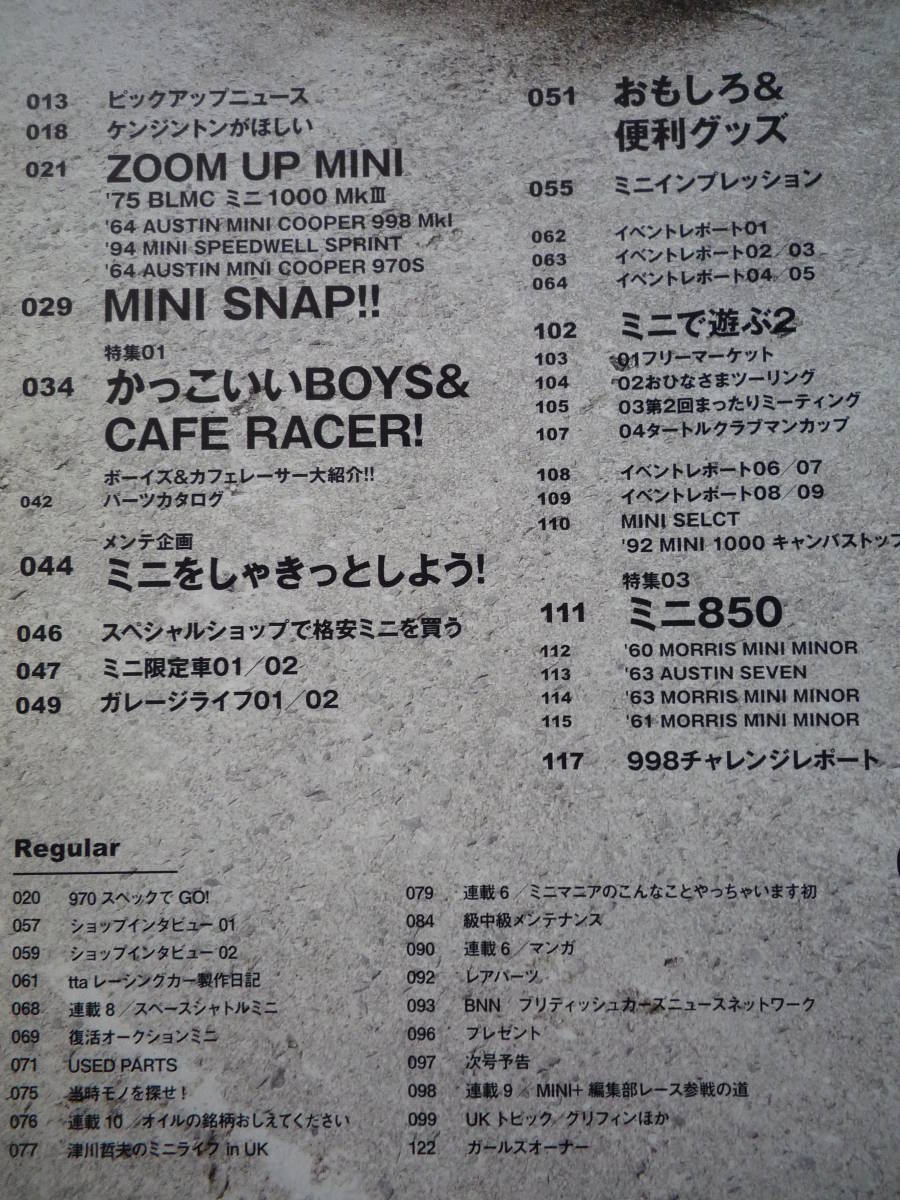 013 ピックアップニュース
018 ケンジントンがほしい
021 ZOOM UP MINI
'75 BLMC ミニ1000 MkⅢ
'64 AUSTIN MINI COOPER 998 MkI
'94 MINI SPEEDWELL SPRINT
'64 AUSTIN MINI COOPER 970S
029 MINI SNAP!!
特集01
034 かっこいいBOYS&
CAFE RACER!
ボーイズ&カフェレーサー大紹介!!
042 パーツカタログ
メンテ企画
044 ミニをしゃきっとしよう!
046 スペシャルショップで格安ミニを買う
047 ミニ限定車01/02
049 ガレージライフ01/02
051 おもしろ&
便利グッズ
055 ミニインプレッション
062 イベントレポート01
063 イベントレポート02/03
064 イベントレポート04/05
102 ミニで遊ぶ2
103 01フリーマーケット
104 02おひなさまツーリング
105 03第2回まったりミーティング
107 04タートルクラブマンカップ
108 イベントレポート06/07
109 イベントレポート08/09
110 MINI SELCT
'92 MINI 1000 キャンバストップ
特集03
111 ミニ850
112 '60 MORRIS MINI MINOR
113 '63 AUSTIN SEVEN
114 '63 MORRIS MINI MINOR
115 '61 MORRIS MINI MINOR
117 998チャレンジレポート
Regular
020 970 スペックで GO!
057 ショップインタビュー 01
059 ショップインタビュー 02
061 tta レーシングカー製作日記
068 連載 8/スペースシャトルミニ
069 復活オークションミニ
071 USED PARTS
075 当時モノを探せ!
076 連載 10/オイルの銘柄おしえてください
077 津川哲夫のミニライフ in UK
079 連載 6/ミニマニアのこんなことやっちゃいます初
084 級中級メンテナンス
090 連載 6/マンガ
092 レアパーツ
093 BNN ブリティッシュカーズニュースネットワーク
096 プレゼント
097 次号予告
098 連載 9/MINI+ 編集部レース参戦の道
099 UK トピック/グリフィンほか
122 ガールズオーナー